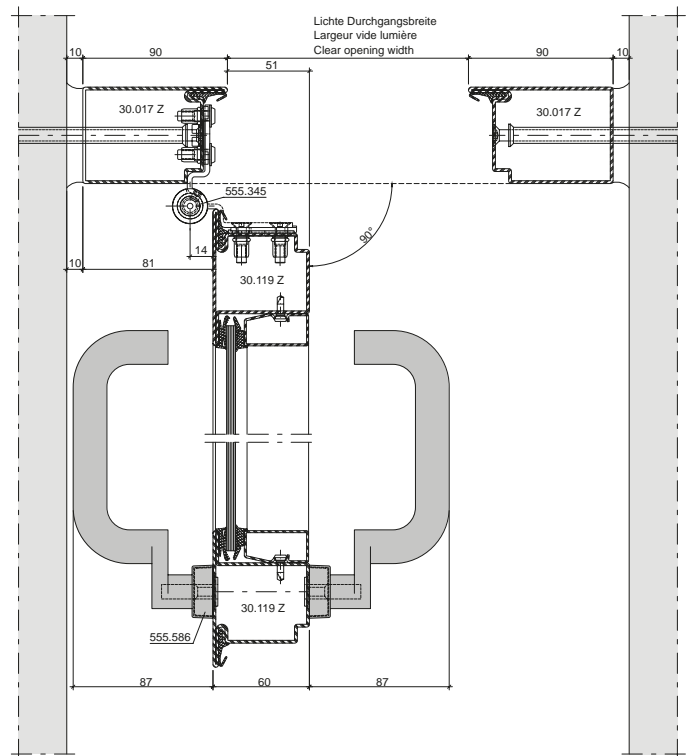 Lichte Durchgangsbreite
Largeur vide lumière
Clear opening width
10
90
90
10
51
30.017 Z
30.017 Z
555.345
90°
14
10
81
30.119 Z
30.119 Z
555.586
87
60
87